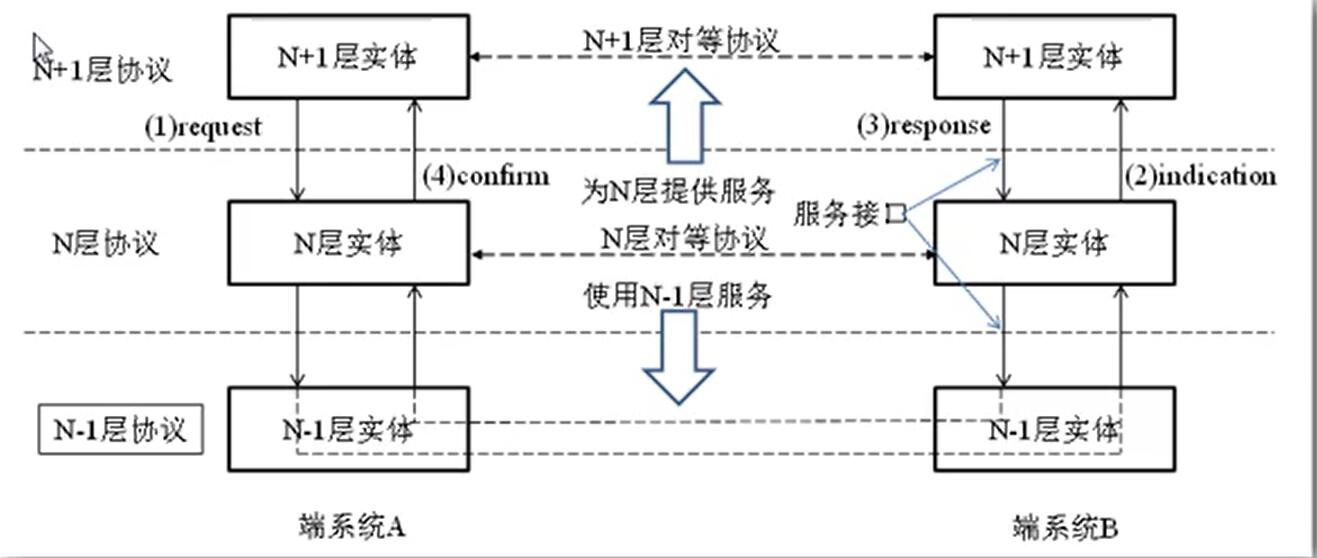 N+1层对等协议
N+1层协议
N+1层实体
N+1层实体
(1)request
(3)response
(4)confirm
为N层提供服务
(2)indication
服务接口
N层协议
N层实体
N层对等协议
N层实体
使用N-1层服务
N-1层协议
N-1层实体
N-1层实体
端系统A
端系统B